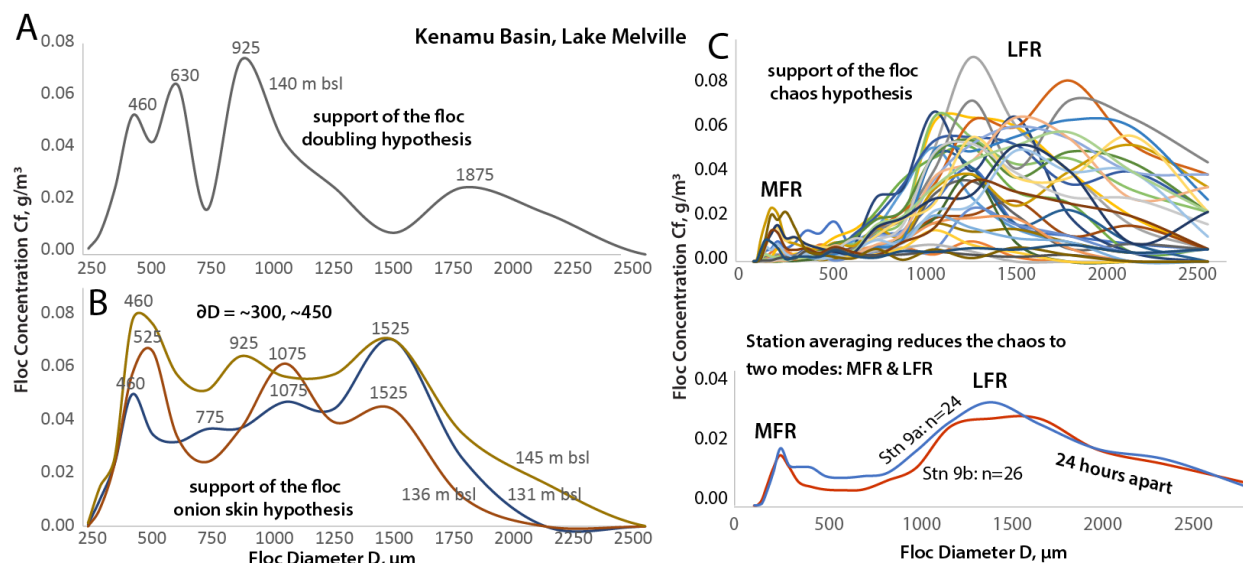 A
Kenamu Basin, Lake Melville
0.08
0.06
0.04
0.02
0.00
460
630
925
140 m bsl
support of the floc
doubling hypothesis
1875
250
500
750
1000
1250
1500
1750
2000
2250
2500
Floc Concentration Cf, g/m³
B
∂D = ~300, ~450
0.08
0.06
0.04
0.02
0.00
460
525
460
925
775
1075
1075
1525
1525
145 m bsl
136 m bsl
131 m bsl
support of the floc
onion skin hypothesis
250
500
750
1000
1250
1500
1750
2000
2250
2500
Floc Diameter D, µm
C
LFR
support of the floc
chaos hypothesis
MFR
0.08
0.06
0.04
0.02
0.00
0
500
1000
1500
2000
2500
Floc Concentration Cf, g/m³
Station averaging reduces the chaos to
two modes: MFR & LFR
0.04
0.02
0.00
LFR
MFR
Stn 9a: n=24
Stn 9b: n=26
24 hours apart
0
500
1000
1500
2000
2500
Floc Diameter D, µm